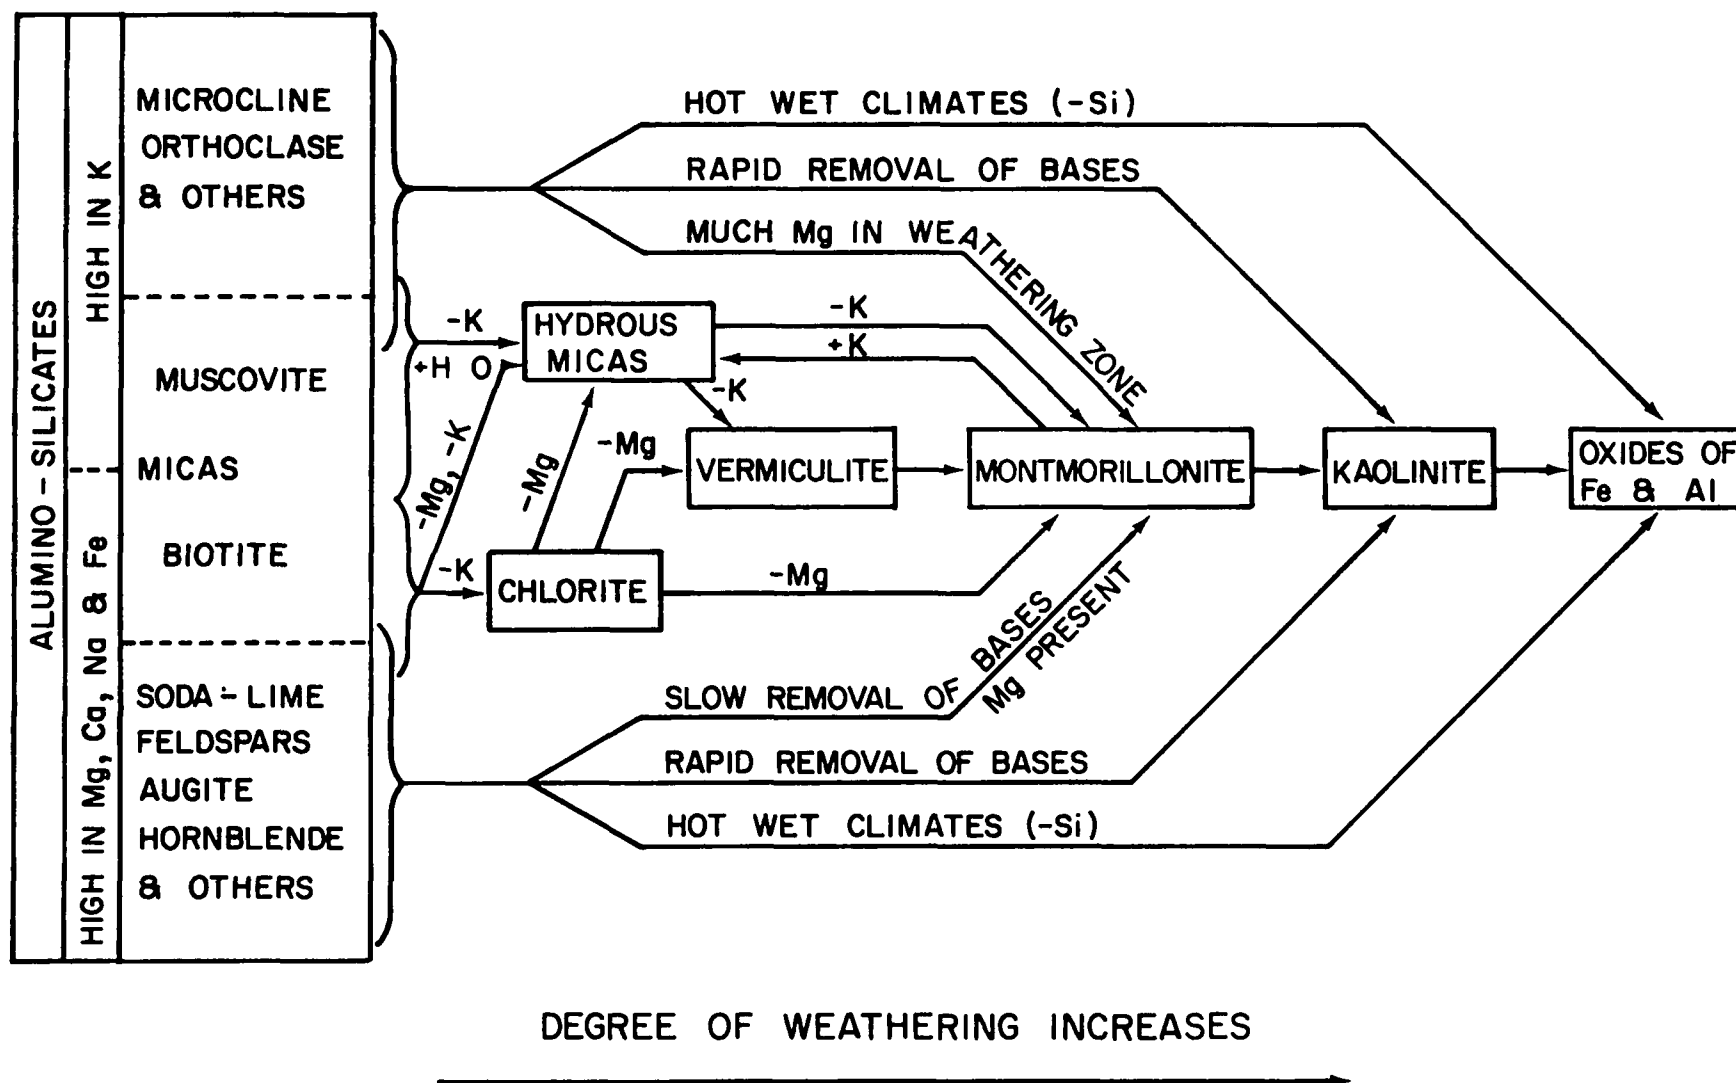 ALUMINO-SILICATES
HIGH IN K
HIGH IN Mg, Ca, Na & Fe
MICROCLINE
ORTHOCLASE
& OTHERS
MUSCOVITE
MICAS
BIOTITE
SODA-LIME
FELDSPARS
AUGITE
HORNBLENDE
& OTHERS
HOT WET CLIMATES (-Si)
RAPID REMOVAL OF BASES
MUCH Mg IN WEATHERING ZONE
-K
+H O
HYDROUS
MICAS
-K
+K
-K
-Mg, -K
-Mg
-Mg
VERMICULITE
MONTMORILLONITE
KAOLINITE
OXIDES OF
Fe & Al
-K
CHLORITE
-Mg
SLOW REMOVAL OF BASES
Mg PRESENT
RAPID REMOVAL OF BASES
HOT WET CLIMATES (-Si)
DEGREE OF WEATHERING INCREASES